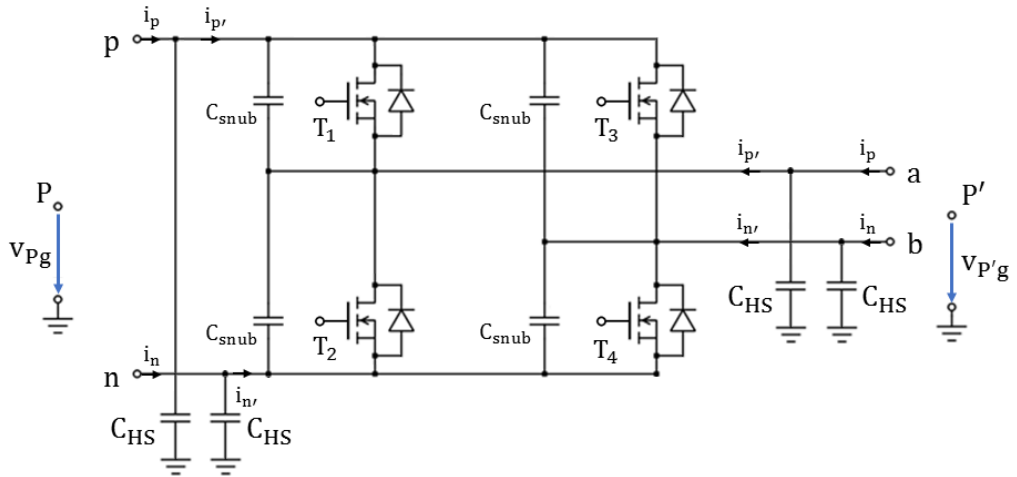 i_p i_p′
p
C_snub T_1 C_snub T_3
i_p′ i_p
a
P P′
i_n′ i_n
b
v_Pg v_P′g
C_HS C_HS
C_snub T_2 C_snub T_4
i_n
n
i_n′
C_HS C_HS